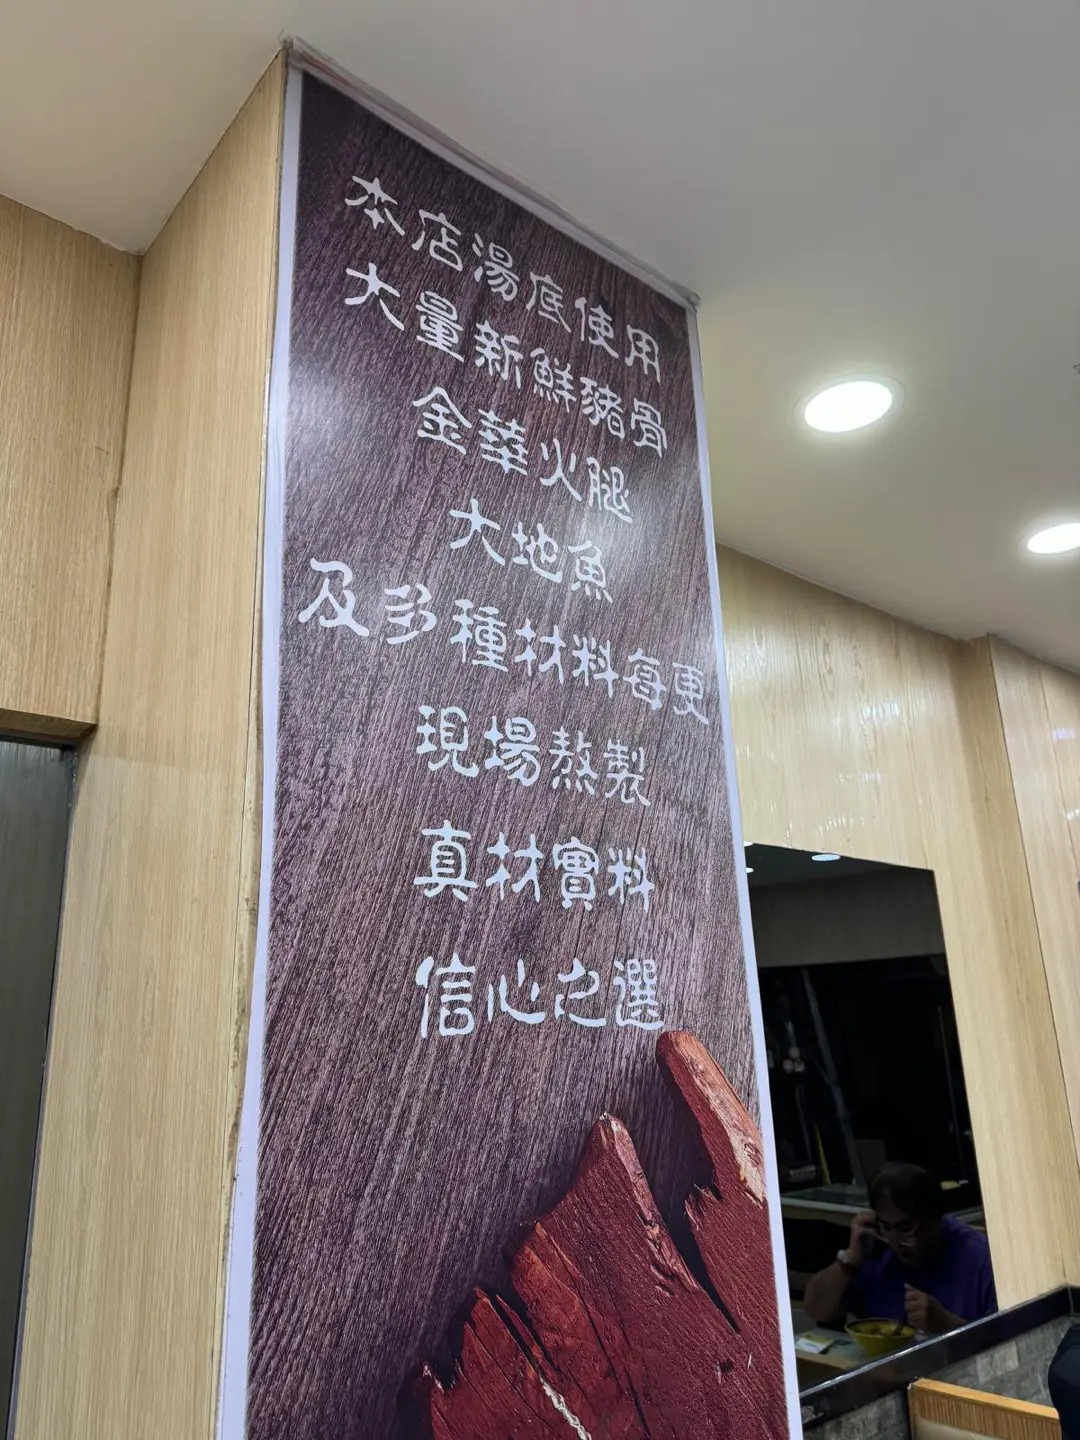 本店湯底使用
大量新鮮豬骨
金華火腿
大地魚
及多種材料每更
現場熬製
真材實料
信心之選